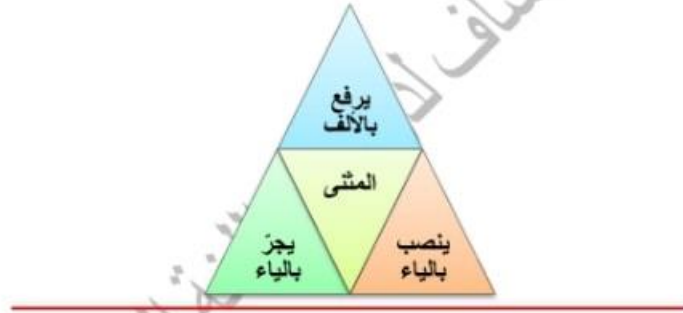 يرفع
بالألف
المثنى
ينصب
بالياء
يجرّ
بالياء